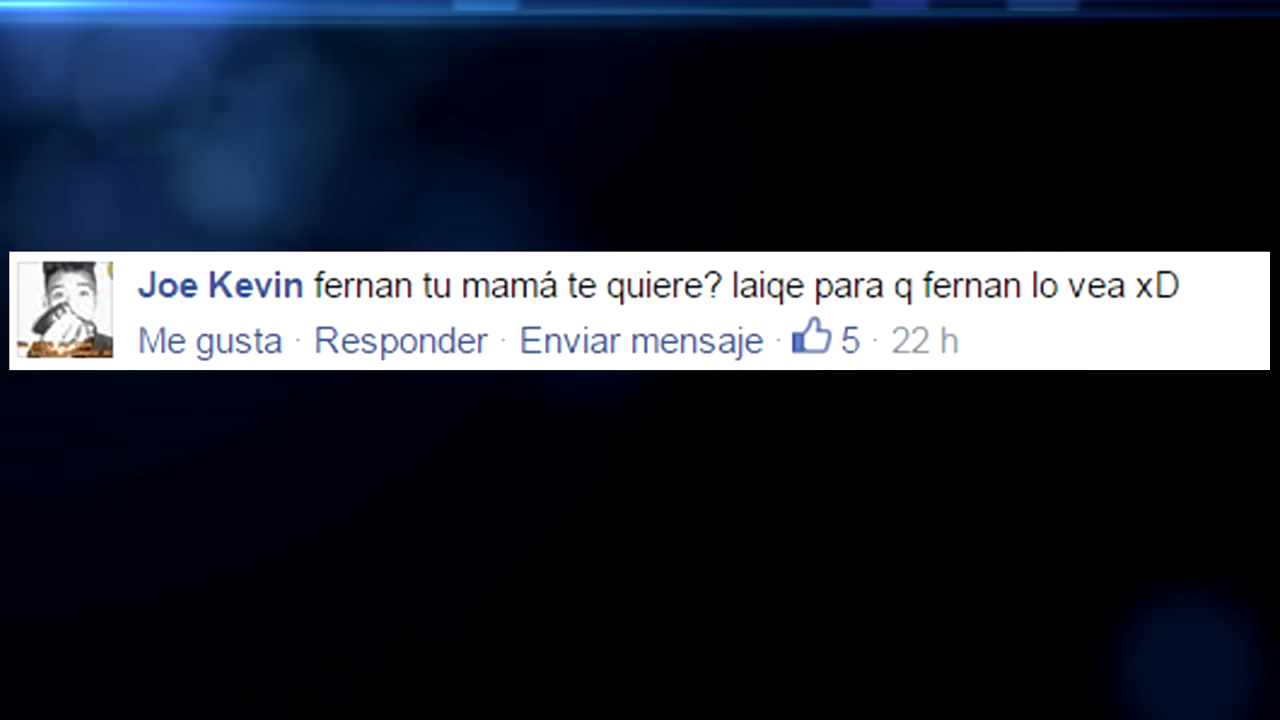 Joe Kevin fernan tu mamá te quiere? laiqe para q fernan lo vea xD
Me gusta · Responder · Enviar mensaje · 5 · 22 h